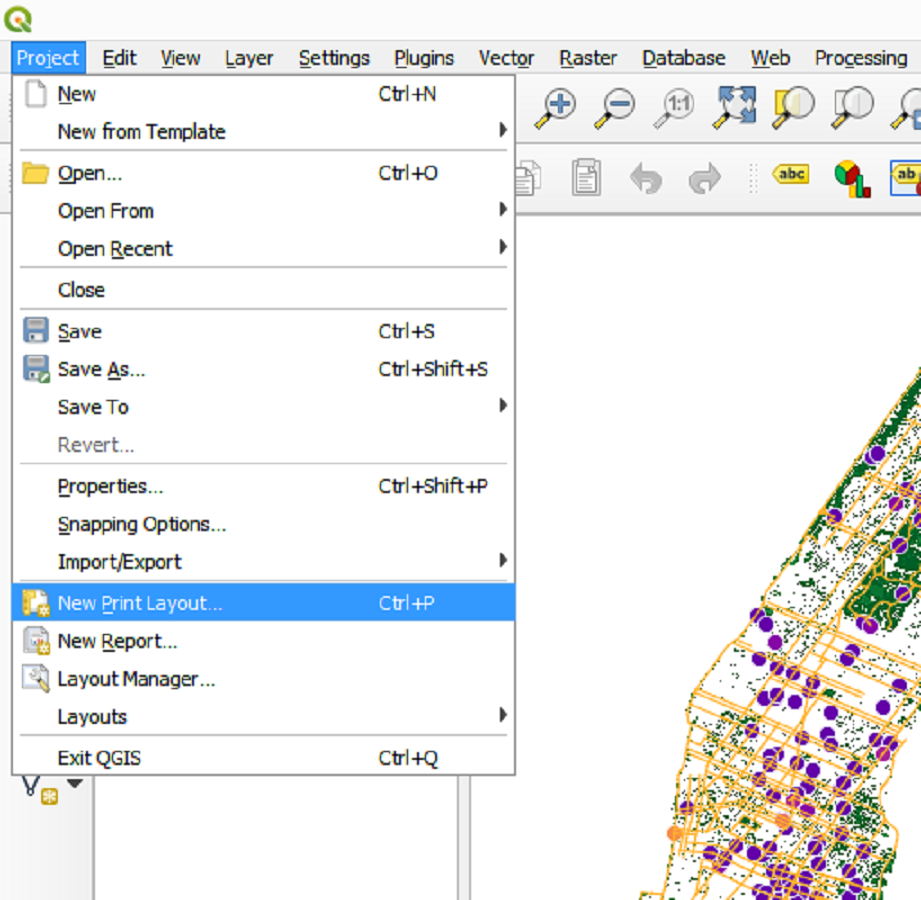 Project Edit View Layer Settings Plugins Vector Raster Database Web Processing
New Ctrl+N
New from Template
Open... Ctrl+O
Open From
Open Recent
Close
Save Ctrl+S
Save As... Ctrl+Shift+S
Save To
Revert...
Properties... Ctrl+Shift+P
Snapping Options...
Import/Export
New Print Layout... Ctrl+P
New Report...
Layout Manager...
Layouts
Exit QGIS Ctrl+Q
1:1
abc
ab